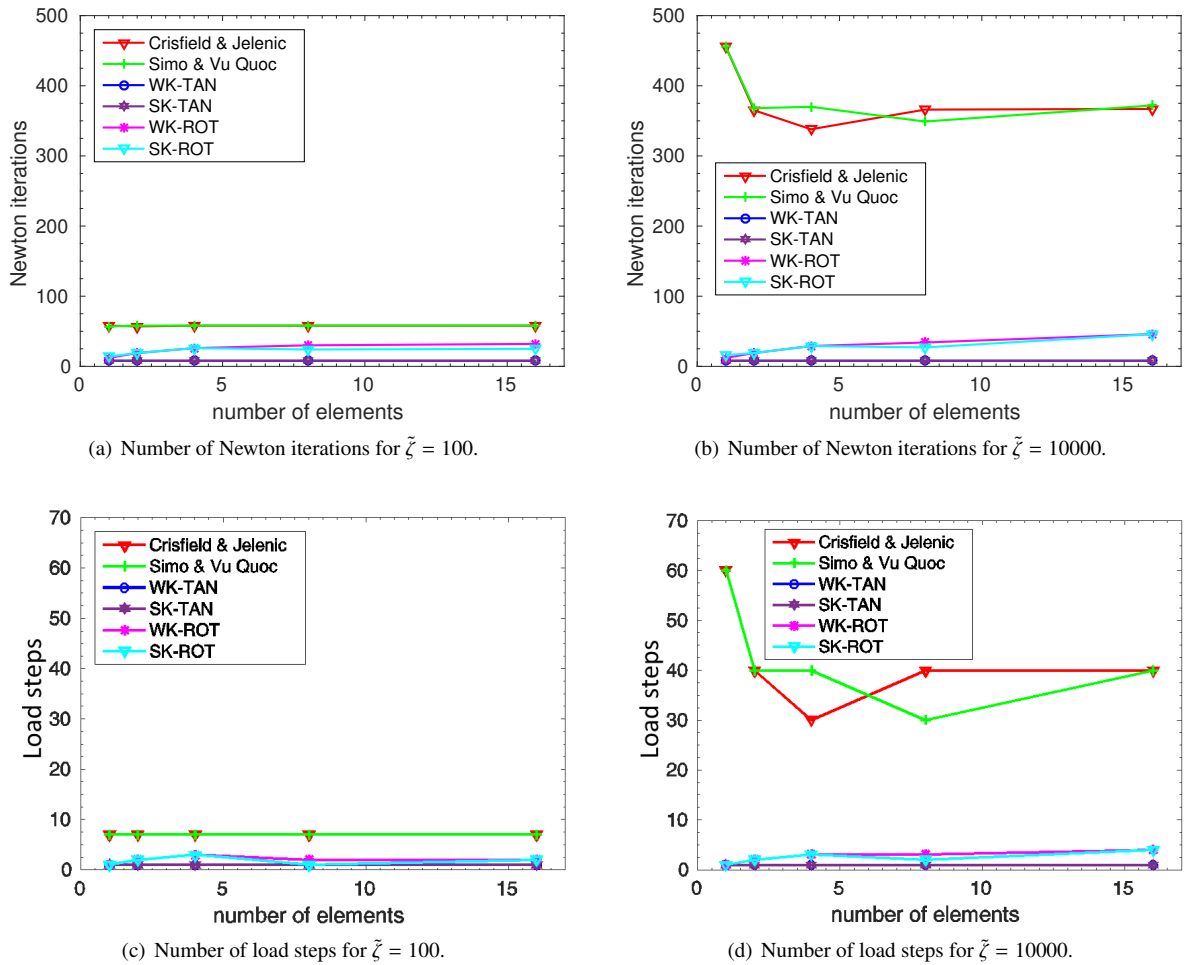 500
400
300
200
100
0
Newton iterations
Crisfield & Jelenic
Simo & Vu Quoc
WK-TAN
SK-TAN
WK-ROT
SK-ROT
0 5 10 15
number of elements
(a) Number of Newton iterations for ζ̃ = 100.
500
400
300
200
100
0
Newton iterations
Crisfield & Jelenic
Simo & Vu Quoc
WK-TAN
SK-TAN
WK-ROT
SK-ROT
0 5 10 15
number of elements
(b) Number of Newton iterations for ζ̃ = 10000.
70
60
50
40
30
20
10
0
Load steps
Crisfield & Jelenic
Simo & Vu Quoc
WK-TAN
SK-TAN
WK-ROT
SK-ROT
0 5 10 15
number of elements
(c) Number of load steps for ζ̃ = 100.
70
60
50
40
30
20
10
0
Load steps
Crisfield & Jelenic
Simo & Vu Quoc
WK-TAN
SK-TAN
WK-ROT
SK-ROT
0 5 10 15
number of elements
(d) Number of load steps for ζ̃ = 10000.